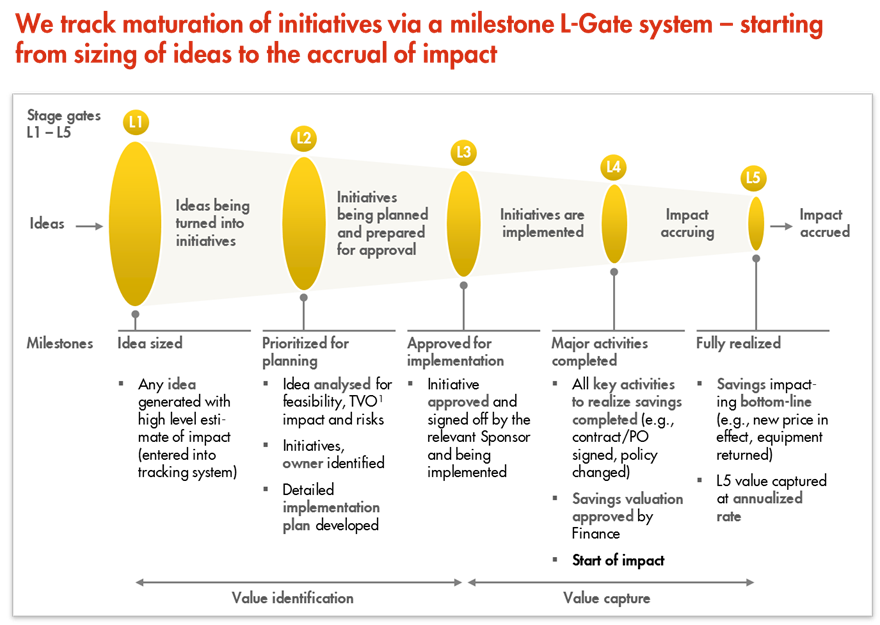 We track maturation of initiatives via a milestone L-Gate system – starting
from sizing of ideas to the accrual of impact
Stage gates
L1 – L5
L1
L2
L3
L4
L5
Ideas
Ideas being
turned into
initiatives
Initiatives
being planned
and prepared
for approval
Initiatives are
implemented
Impact
accruing
Impact
accrued
Milestones
Idea sized
▪ Any idea
generated with
high level esti-
mate of impact
(entered into
tracking system)
Prioritized for
planning
▪ Idea analysed for
feasibility, TVO¹
impact and risks
▪ Initiatives,
owner identified
▪ Detailed
implementation
plan developed
Approved for
implementation
▪ Initiative
approved and
signed off by the
relevant Sponsor
and being
implemented
Major activities
completed
▪ All key activities
to realize savings
completed (e.g.,
contract/PO
signed, policy
changed)
▪ Savings valuation
approved by
Finance
▪ Start of impact
Fully realized
▪ Savings impact-
ing bottom-line
(e.g., new price in
effect, equipment
returned)
▪ L5 value captured
at annualized
rate
Value identification
Value capture